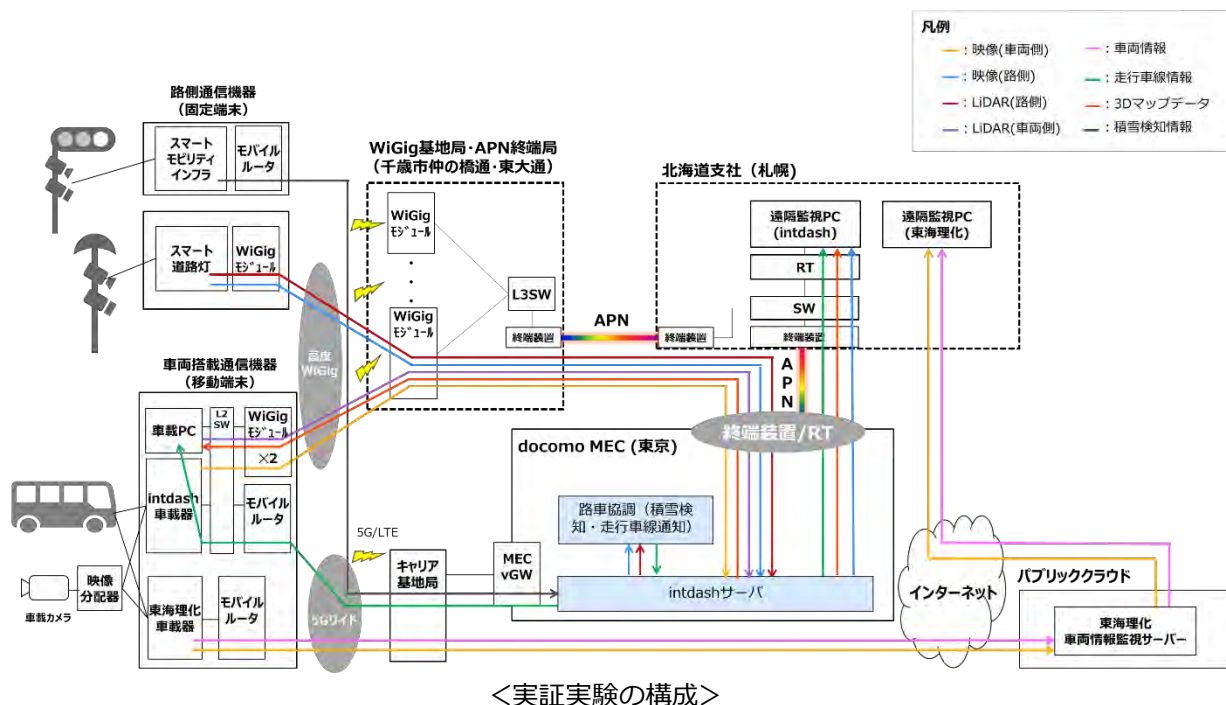 凡例
：映像(車両側)
：車両情報
：映像(路側)
：走行車線情報
：LiDAR(路側)
：3Dマップデータ
：LiDAR(車両側)
：積雪検知情報
路側通信機器
（固定端末）
スマート
モビリティ
インフラ
モバイル
ルータ
スマート
道路灯
WiGig
ﾓｼﾞｭｰﾙ
車両搭載通信機器
(移動端末)
車載PC
L2
SW
WiGig
ﾓｼﾞｭｰﾙ
×2
intdash
車載器
モバイル
ルータ
東海理化
車載器
モバイル
ルータ
車載カメラ
映像
分配器
高度
WiGig
5Gワイド
5G/LTE
キャリア
基地局
WiGig基地局･APN終端局
(千歳市仲の橋通･東大通)
WiGig
ﾓｼﾞｭｰﾙ
WiGig
ﾓｼﾞｭｰﾙ
L3SW
終端装置
APN
北海道支社（札幌)
終端装置
遠隔監視PC
(intdash)
RT
SW
終端装置
遠隔監視PC
(東海理化)
APN
終端装置/RT
docomo MEC (東京)
路車協調（積雪検
知・走行車線通知）
MEC
vGW
intdashサーバ
インターネット
パブリッククラウド
東海理化
車両情報監視サーバー
＜実証実験の構成＞